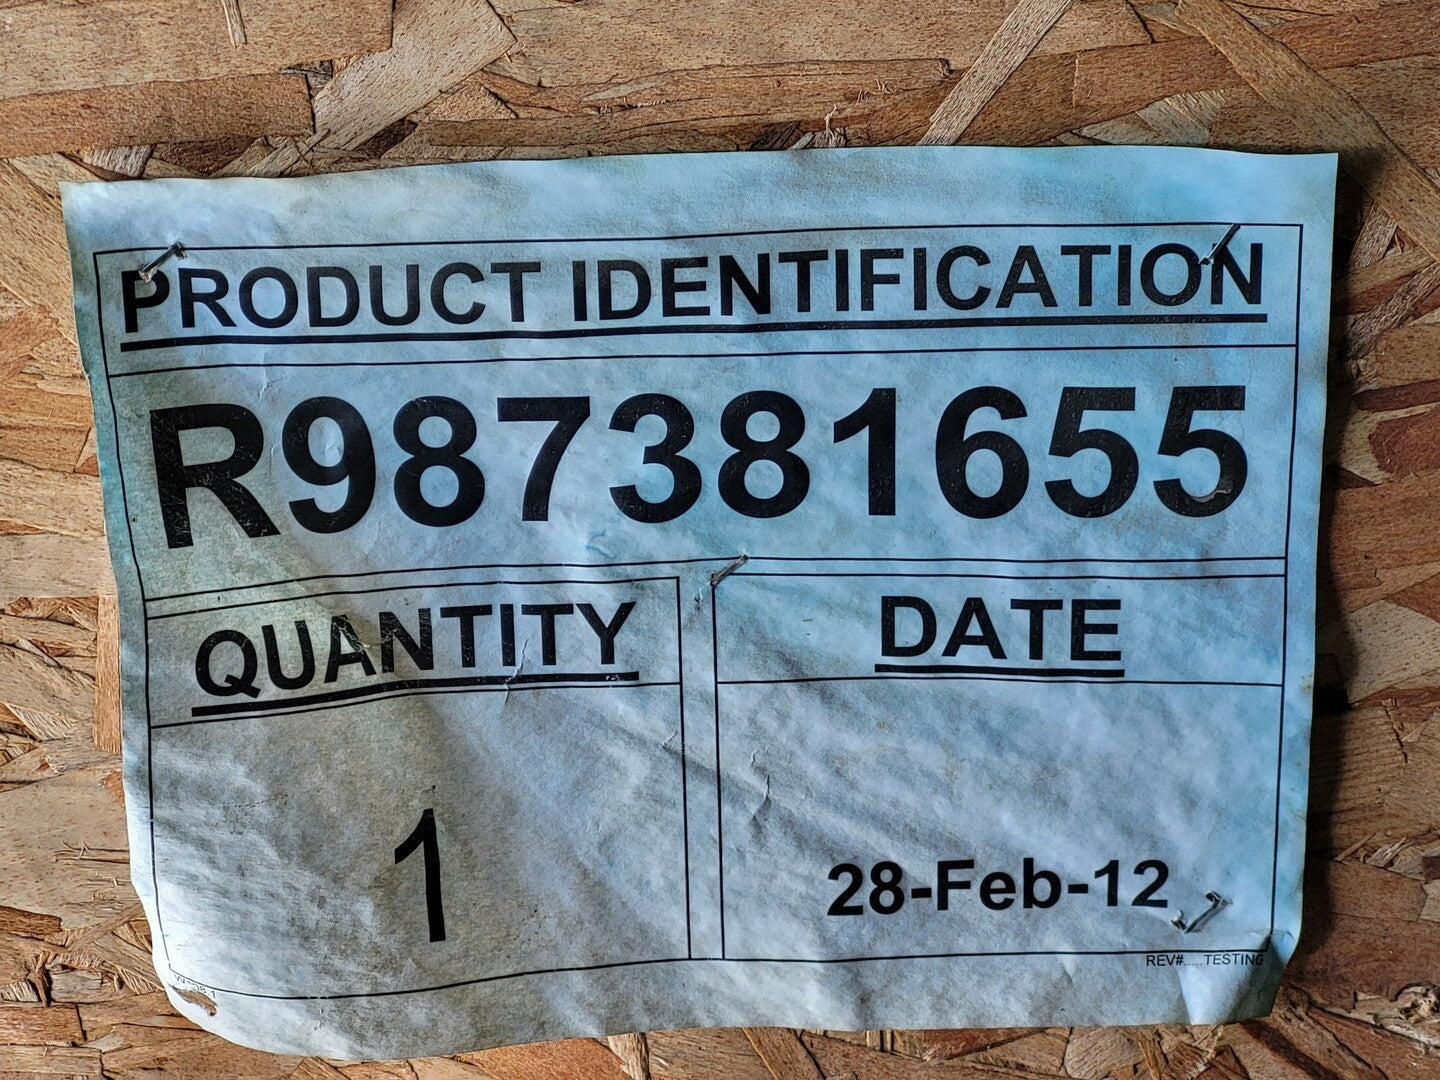 PRODUCT IDENTIFICATION
R987381655
QUANTITY
DATE
1
28-Feb-12
REV#.....TESTING